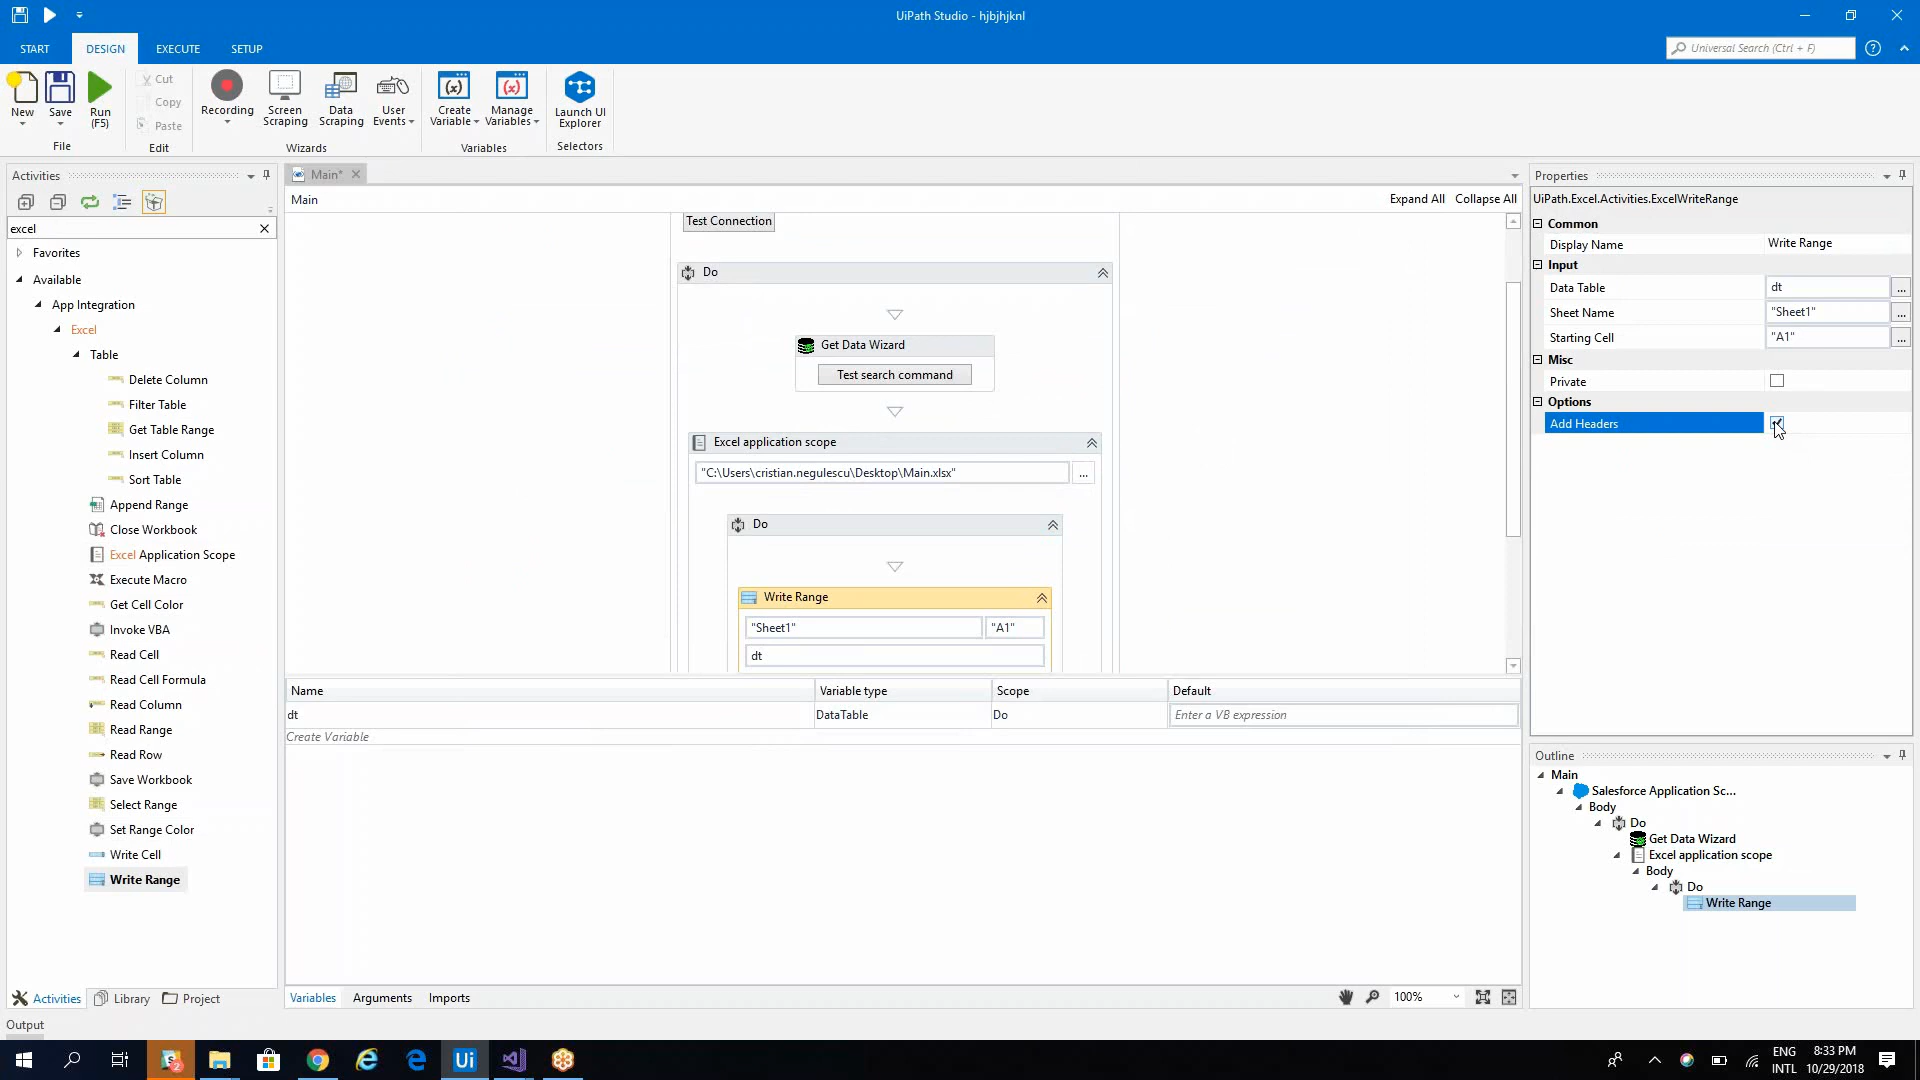 UiPath Studio - hjbjhjknl
START DESIGN EXECUTE SETUP
Universal Search (Ctrl + F)
New Save Run (F5)
File
Cut
Copy
Paste
Edit
Recording Screen Scraping Data Scraping User Events
Wizards
Create Variable Manage Variables
Variables
Launch UI Explorer
Selectors
Activities
excel
Favorites
Available
App Integration
Excel
Table
Delete Column
Filter Table
Get Table Range
Insert Column
Sort Table
Append Range
Close Workbook
Excel Application Scope
Execute Macro
Get Cell Color
Invoke VBA
Read Cell
Read Cell Formula
Read Column
Read Range
Read Row
Save Workbook
Select Range
Set Range Color
Write Cell
Write Range
Activities Library Project
Output
Main*
Main Expand All Collapse All
Test Connection
Do
Get Data Wizard
Test search command
Excel application scope
"C:\Users\cristian.negulescu\Desktop\Main.xlsx" ...
Do
Write Range
"Sheet1" "A1"
dt
Name Variable type Scope Default
dt DataTable Do Enter a VB expression
Create Variable
Variables Arguments Imports 100%
Properties
UiPath.Excel.Activities.ExcelWriteRange
Common
Display Name Write Range
Input
Data Table dt ...
Sheet Name "Sheet1" ...
Starting Cell "A1" ...
Misc
Private
Options
Add Headers
Outline
Main
Salesforce Application Sc...
Body
Do
Get Data Wizard
Excel application scope
Body
Do
Write Range
Ui
2
ENG 8:33 PM
INTL 10/29/2018